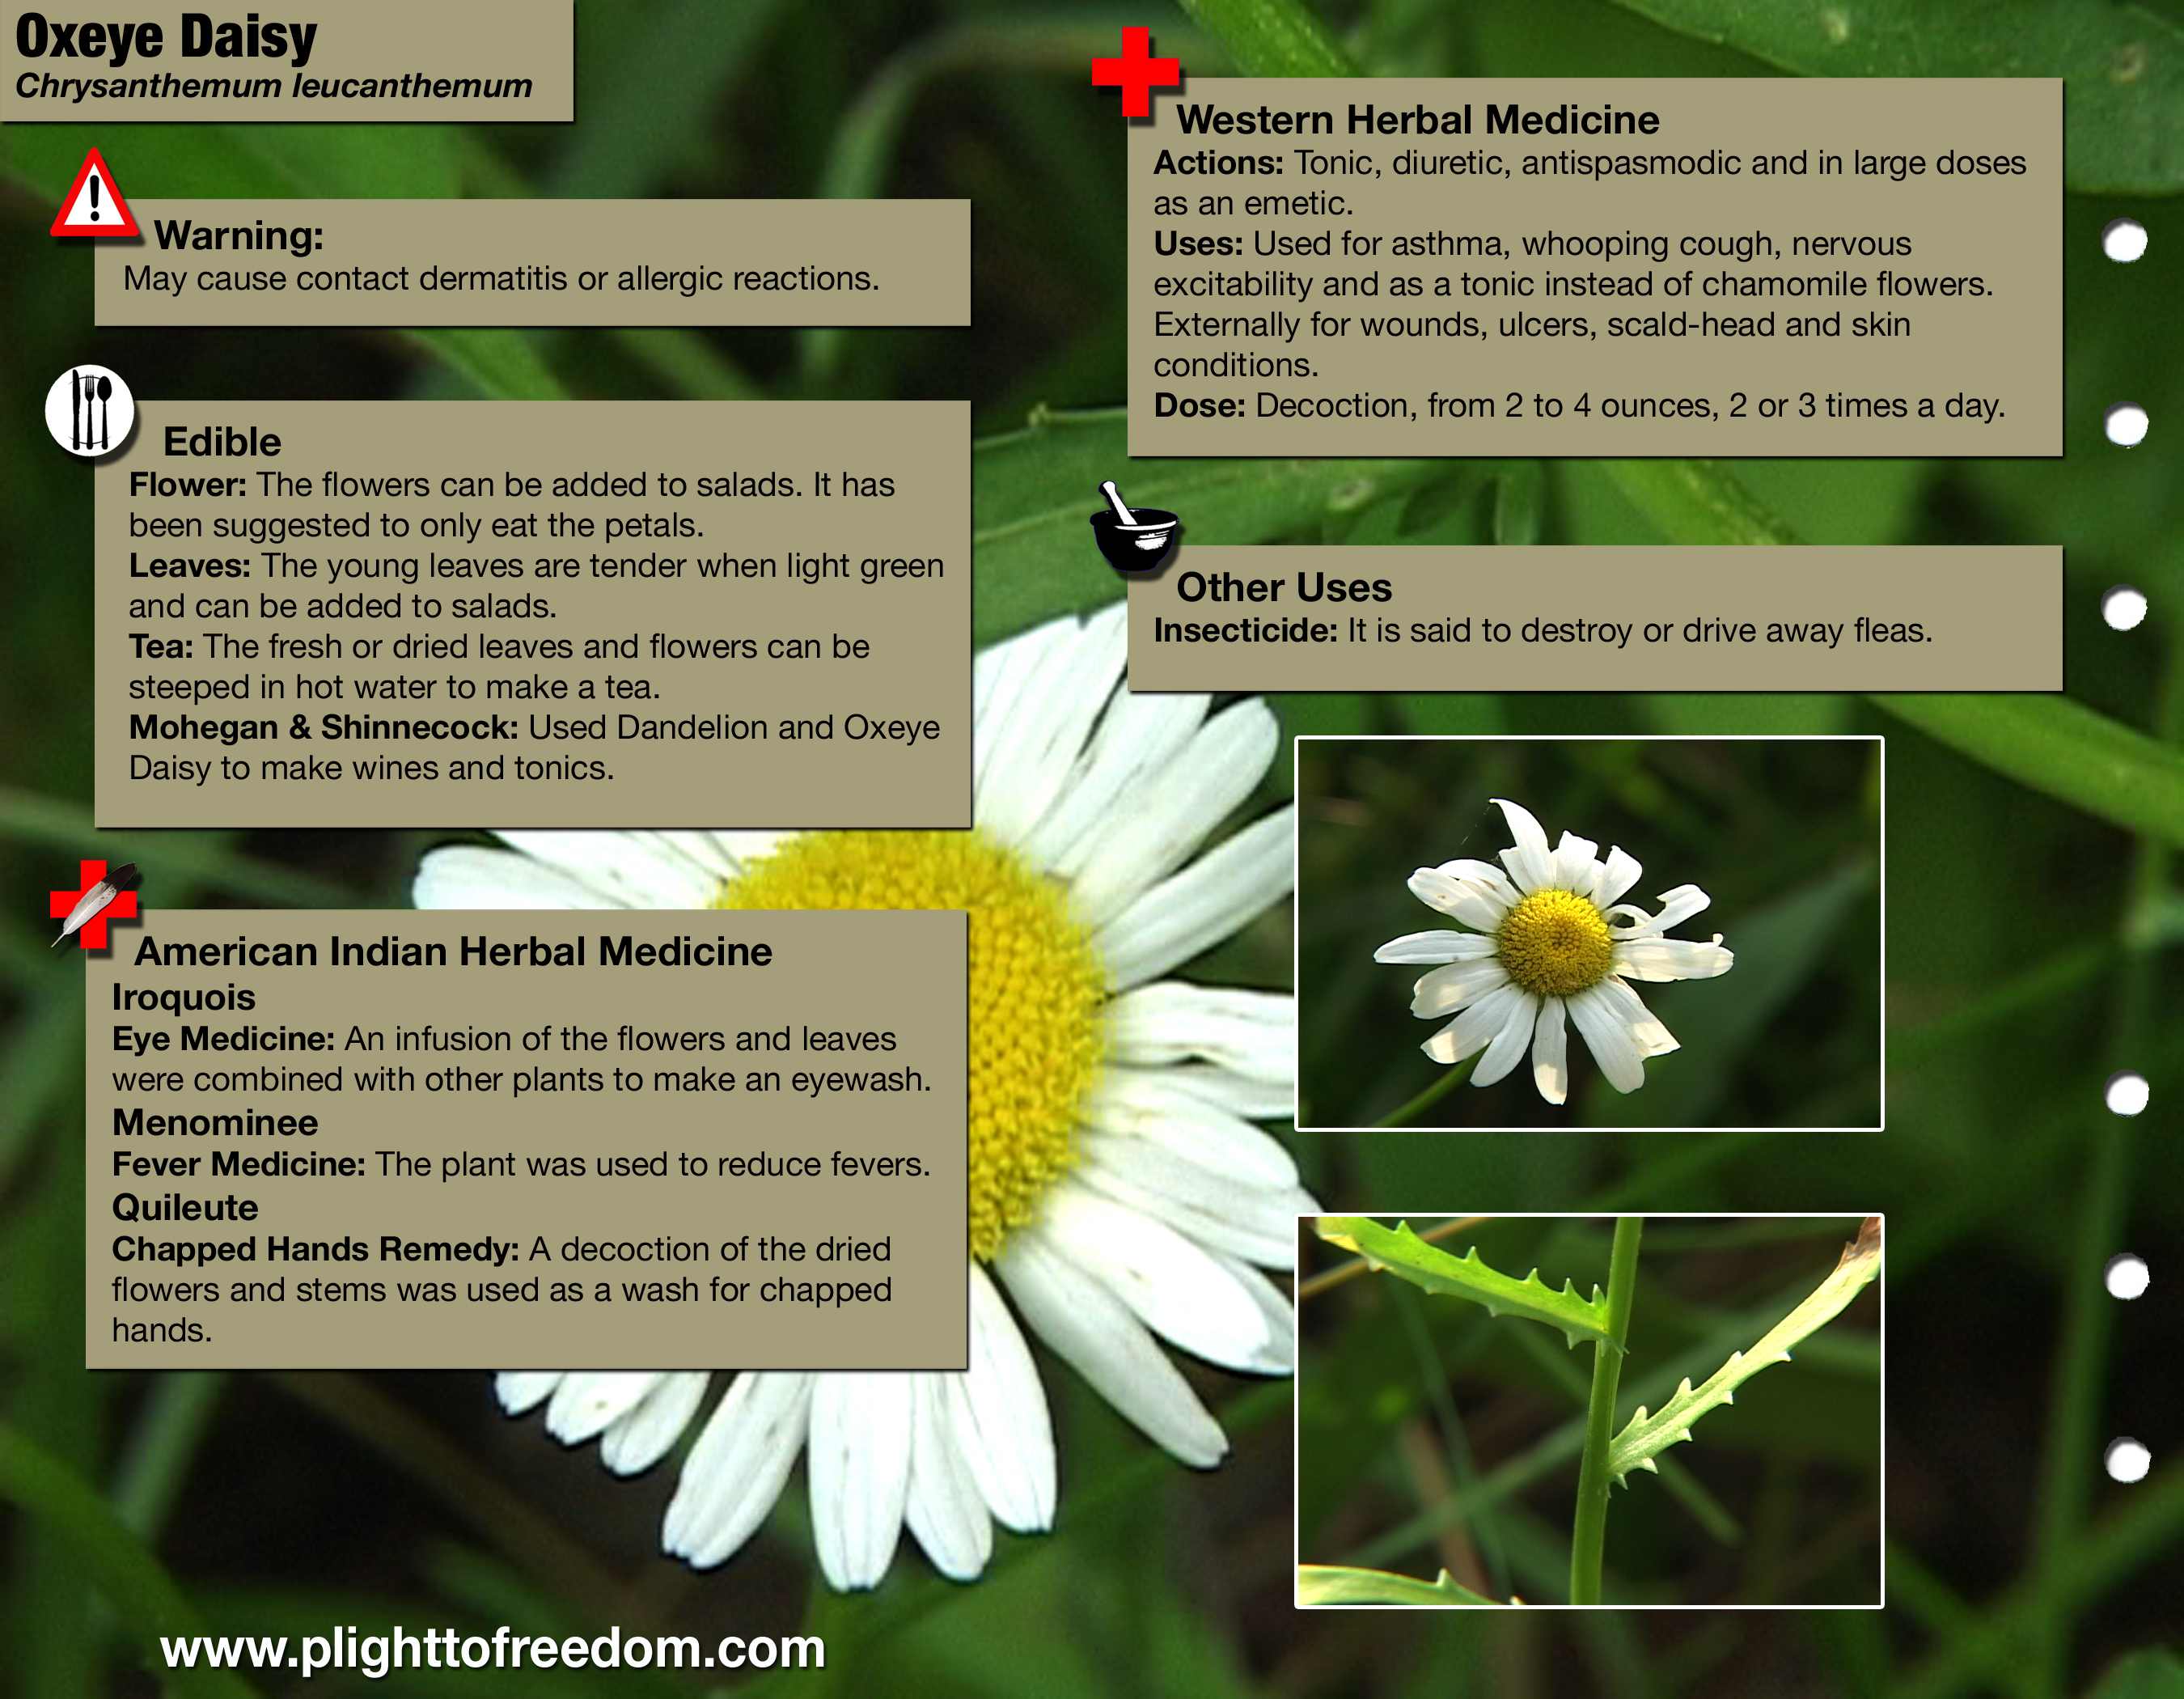 Oxeye Daisy
Chrysanthemum leucanthemum
Warning:
May cause contact dermatitis or allergic reactions.
Edible
Flower: The flowers can be added to salads. It has
been suggested to only eat the petals.
Leaves: The young leaves are tender when light green
and can be added to salads.
Tea: The fresh or dried leaves and flowers can be
steeped in hot water to make a tea.
Mohegan & Shinnecock: Used Dandelion and Oxeye
Daisy to make wines and tonics.
American Indian Herbal Medicine
Iroquois
Eye Medicine: An infusion of the flowers and leaves
were combined with other plants to make an eyewash.
Menominee
Fever Medicine: The plant was used to reduce fevers.
Quileute
Chapped Hands Remedy: A decoction of the dried
flowers and stems was used as a wash for chapped
hands.
Western Herbal Medicine
Actions: Tonic, diuretic, antispasmodic and in large doses
as an emetic.
Uses: Used for asthma, whooping cough, nervous
excitability and as a tonic instead of chamomile flowers.
Externally for wounds, ulcers, scald-head and skin
conditions.
Dose: Decoction, from 2 to 4 ounces, 2 or 3 times a day.
Other Uses
Insecticide: It is said to destroy or drive away fleas.
www.plighttofreedom.com